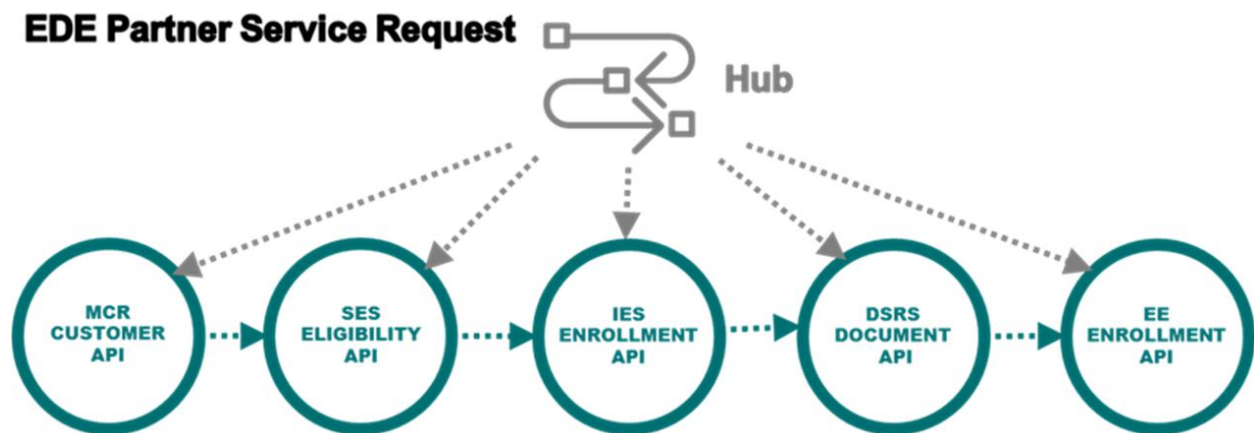 EDE Partner Service Request
Hub
MCR
CUSTOMER
API
SES
ELIGIBILITY
API
IES
ENROLLMENT
API
DSRS
DOCUMENT
API
EE
ENROLLMENT
API